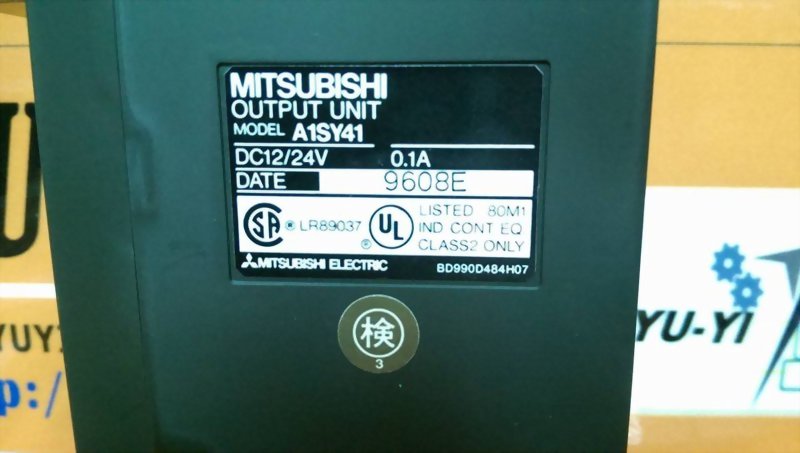 MITSUBISHI
OUTPUT UNIT
MODEL A1SY41
DC12/24V 0.1A
DATE 9608E
LR89037
UL
LISTED 80M1
IND CONT EQ
CLASS2 ONLY
®
MITSUBISHI ELECTRIC BD990D484H07
検
3
YU-YI
p:/